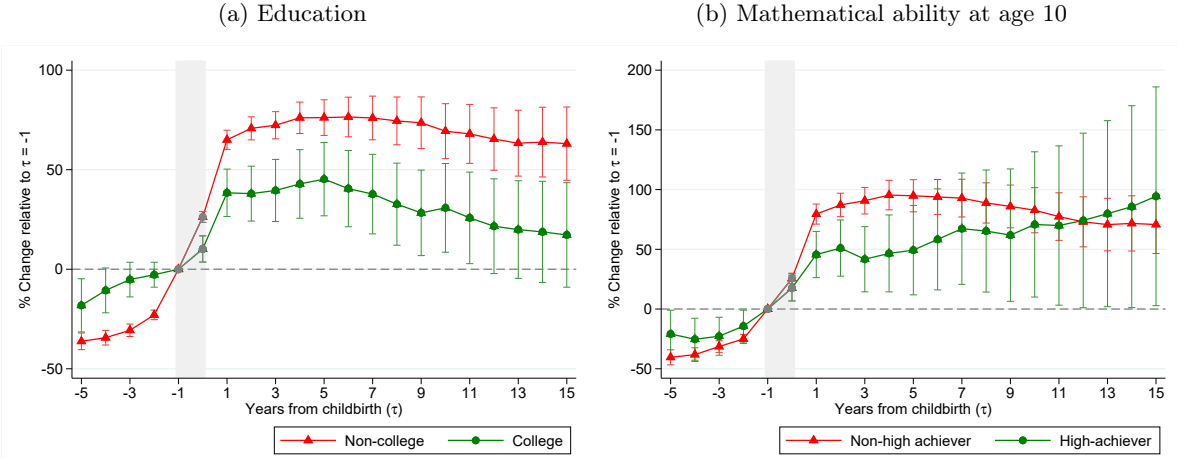 (a) Education
(b) Mathematical ability at age 10
% Change relative to τ = -1
100
50
0
-50
-5 -3 -1 1 3 5 7 9 11 13 15
Years from childbirth (τ)
Non-college College
% Change relative to τ = -1
200
150
100
50
0
-50
-5 -3 -1 1 3 5 7 9 11 13 15
Years from childbirth (τ)
Non-high achiever High-achiever